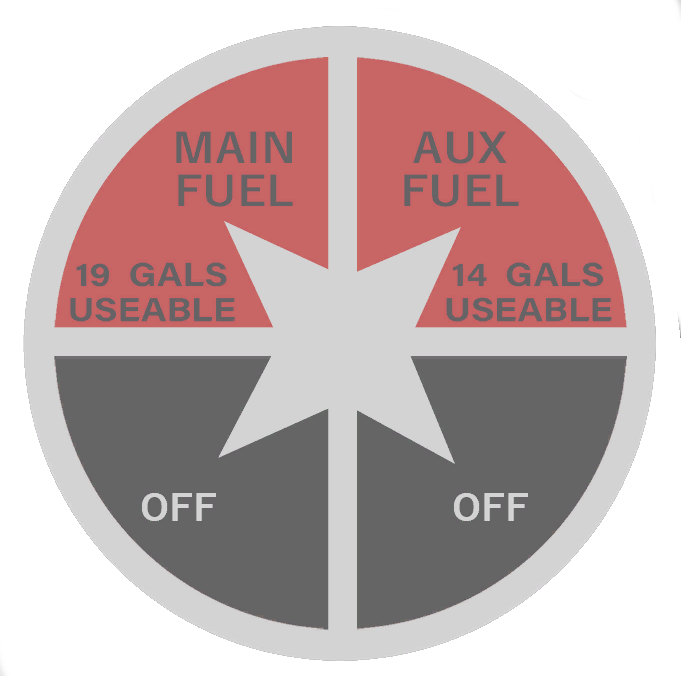 MAIN
FUEL
AUX
FUEL
19 GALS
USEABLE
14 GALS
USEABLE
OFF
OFF